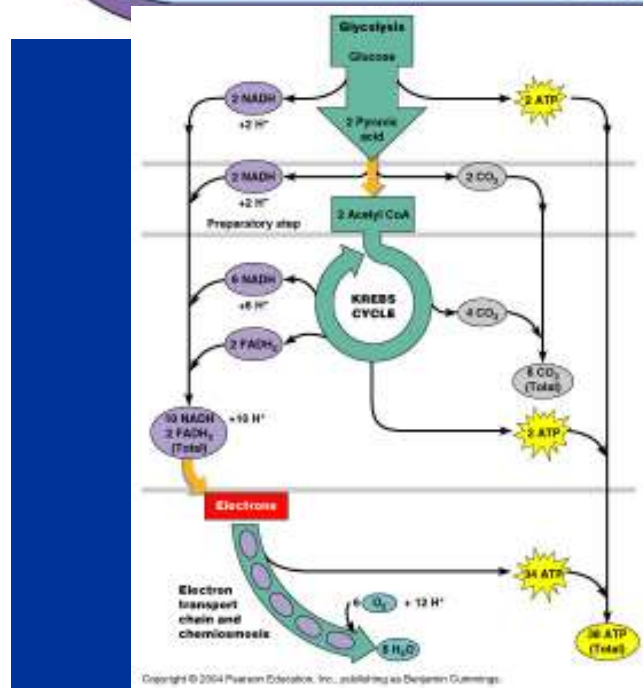 Glycolysis
Glucose
2 NADH
+2 H⁺
2 ATP
2 Pyruvic
acid
2 NADH
+2 H⁺
2 CO₂
Preparatory step
2 Acetyl CoA
6 NADH
+6 H⁺
KREBS
CYCLE
4 CO₂
2 FADH₂
6 CO₂
(Total)
10 NADH
2 FADH₂
(Total)
+10 H⁺
2 ATP
Electrons
34 ATP
Electron
transport
chain and
chemiosmosis
6 O₂ + 12 H⁺
6 H₂O
38 ATP
(Total)
Copyright © 2004 Pearson Education, Inc., publishing as Benjamin Cummings.